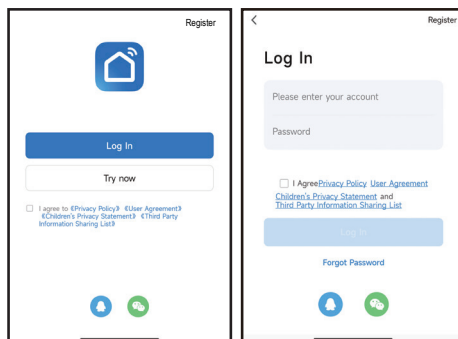 Register
Log In
Try now
I agree to 《Privacy Policy》 《User Agreement》
《Children's Privacy Statement》 《Third Party
Information Sharing List》
Register
Log In
Please enter your account
Password
I AgreePrivacy Policy User Agreement
Children's Privacy Statement and
Third Party Information Sharing List
Log In
Forgot Password